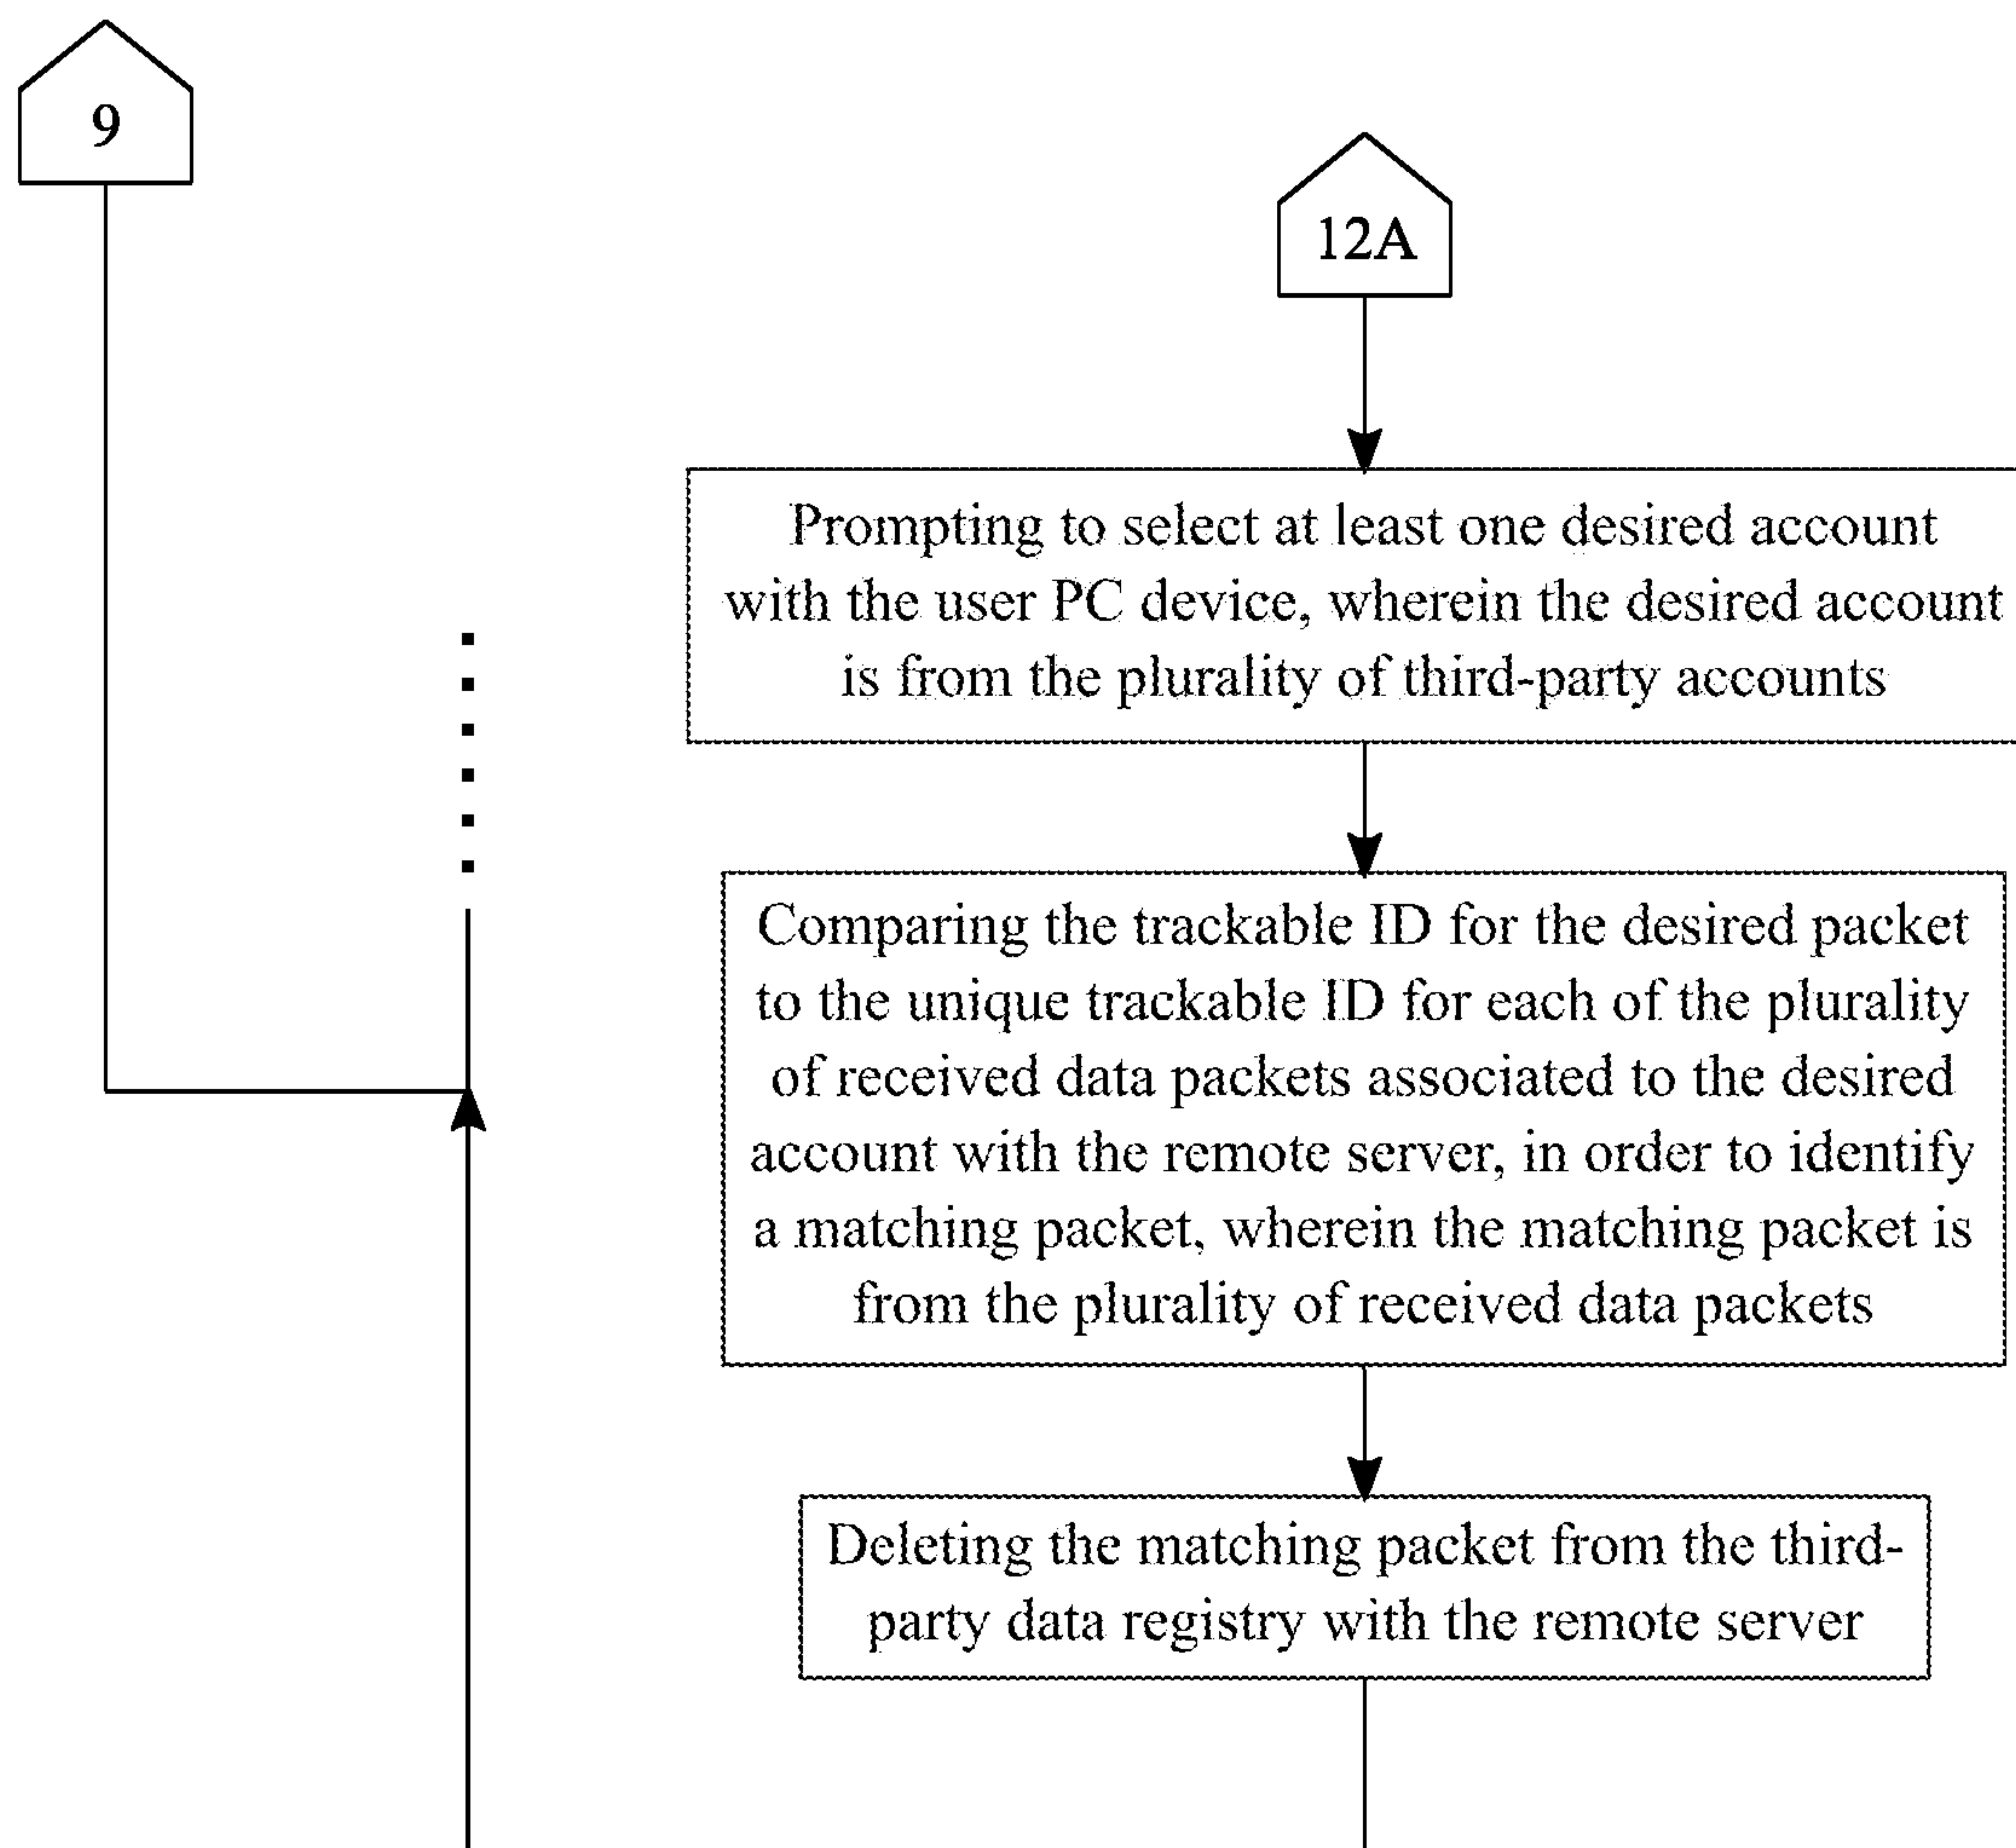 9
12A
Prompting to select at least one desired account
with the user PC device, wherein the desired account
is from the plurality of third-party accounts
Comparing the trackable ID for the desired packet
to the unique trackable ID for each of the plurality
of received data packets associated to the desired
account with the remote server, in order to identify
a matching packet, wherein the matching packet is
from the plurality of received data packets
Deleting the matching packet from the third-
party data registry with the remote server